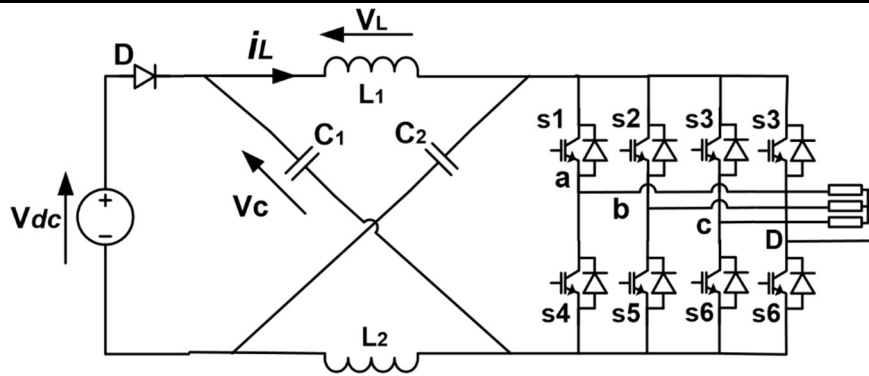 VL
D
iL
L1
s1 s2 s3 s3
C1 C2
a
Vc
Vdc
+
−
b
c
D
s4 s5 s6 s6
L2